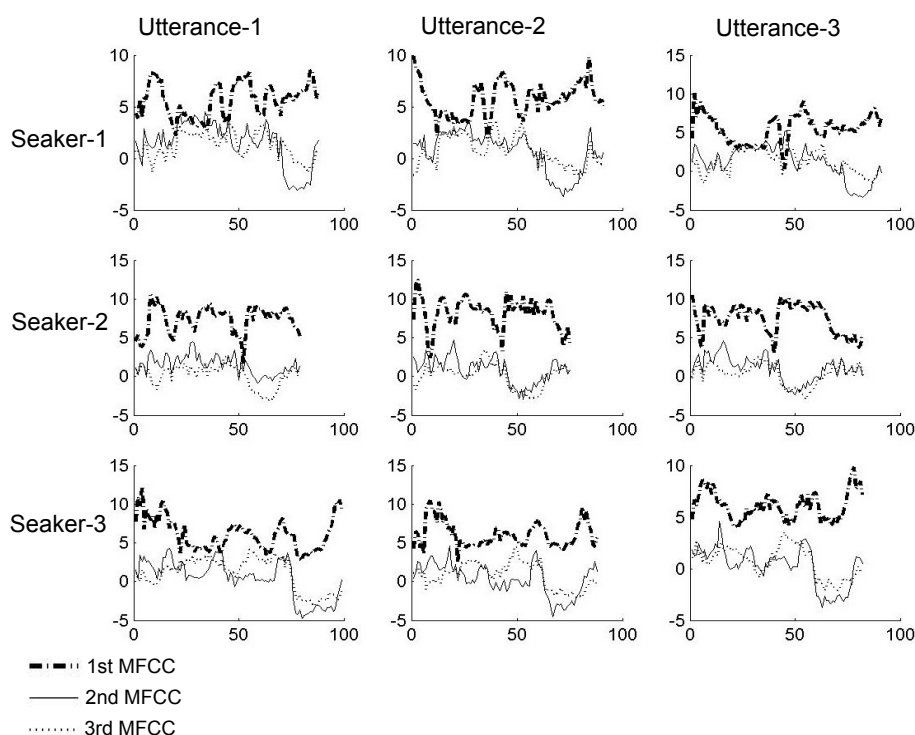 Utterance-1 Utterance-2 Utterance-3
10 10 15
10
5 5
5
Seaker-1
0 0 0
-5 -5 -5
0 50 100 0 50 100 0 50 100
15 15 15
10 10 10
Seaker-2
5 5 5
0 0 0
-5 -5 -5
0 50 100 0 50 100 0 50 100
15 15 10
10 10
Seaker-3
5 5 5
0 0 0
-5 -5 -5
0 50 100 0 50 100 0 50 100
1st MFCC
2nd MFCC
3rd MFCC